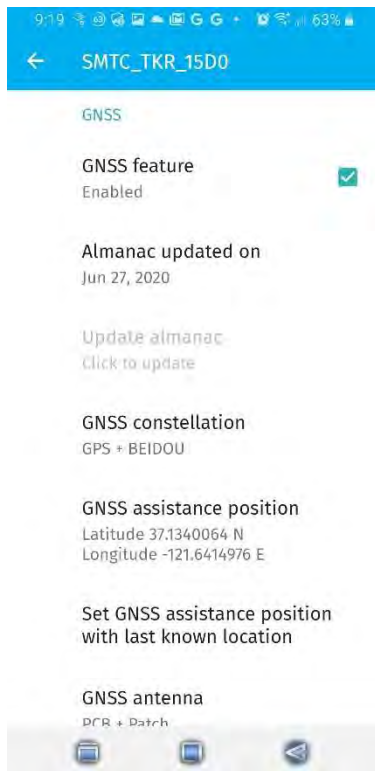 9:19 G G • 63%
SMTC_TKR_15D0
GNSS
GNSS feature
Enabled
Almanac updated on
Jun 27, 2020
Update almanac
Click to update
GNSS constellation
GPS + BEIDOU
GNSS assistance position
Latitude 37.1340064 N
Longitude -121.6414976 E
Set GNSS assistance position
with last known location
GNSS antenna
PCB + Patch